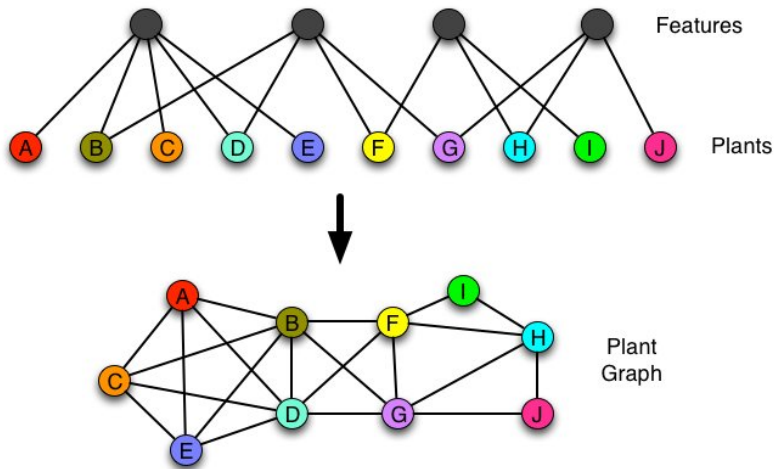 Features
A B C D E F G H I J Plants
I
A
B F
H
Plant
Graph
C
D G J
E